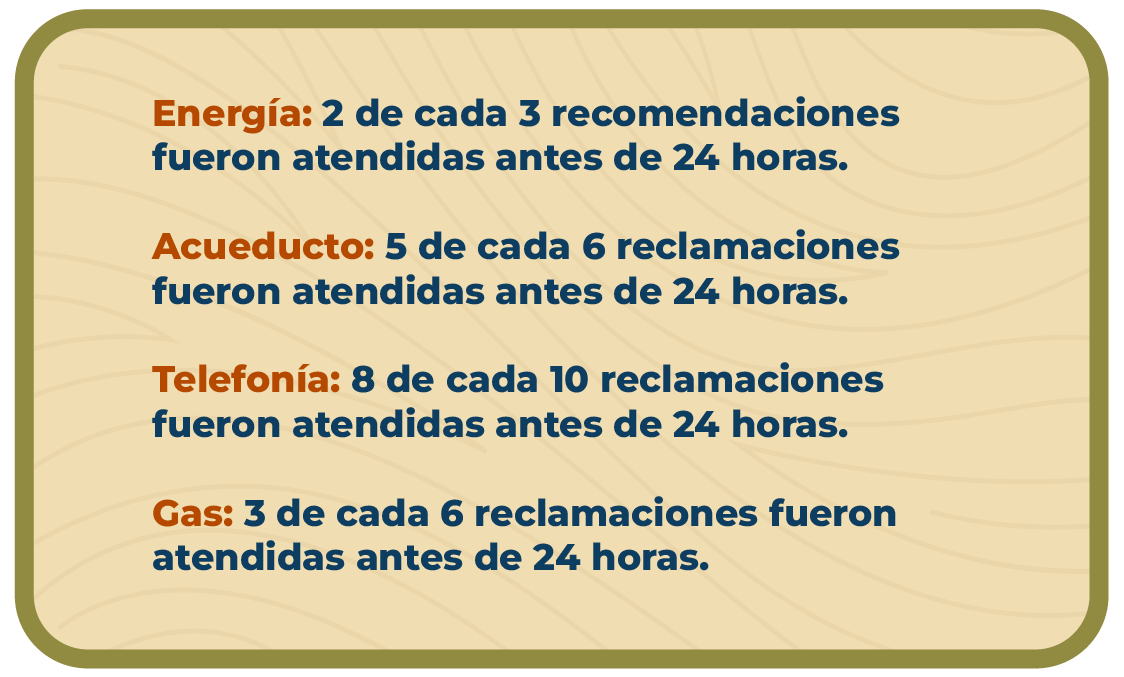 Energía: 2 de cada 3 recomendaciones
fueron atendidas antes de 24 horas.
Acueducto: 5 de cada 6 reclamaciones
fueron atendidas antes de 24 horas.
Telefonía: 8 de cada 10 reclamaciones
fueron atendidas antes de 24 horas.
Gas: 3 de cada 6 reclamaciones fueron
atendidas antes de 24 horas.